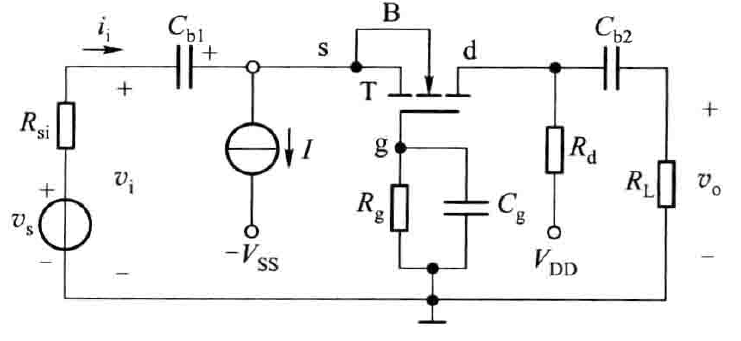 B
i_i
C_b1
+
s
d
C_b2
T
+
+
R_si
I
g
R_d
+
v_i
R_g
C_g
R_L
v_o
v_s
−
−
−V_SS
V_DD
−